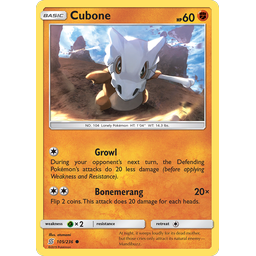 BASIC
Cubone
HP60
NO. 104 Lonely Pokémon HT: 1'04" WT: 14.3 lbs.
Growl
During your opponent's next turn, the Defending
Pokémon's attacks do 20 less damage (before applying
Weakness and Resistance).
Bonemerang 20×
Flip 2 coins. This attack does 20 damage for each heads.
weakness ×2 resistance retreat
105/236